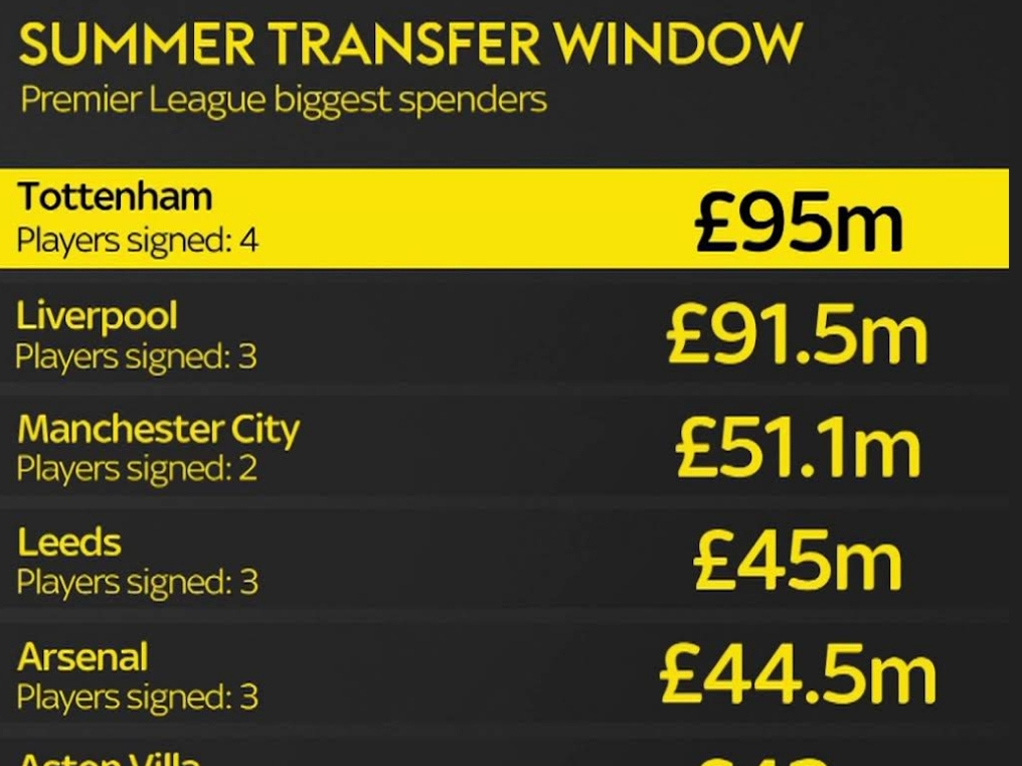 SUMMER TRANSFER WINDOW
Premier League biggest spenders
Tottenham
Players signed: 4
£95m
Liverpool
Players signed: 3
£91.5m
Manchester City
Players signed: 2
£51.1m
Leeds
Players signed: 3
£45m
Arsenal
Players signed: 3
£44.5m
Aston Villa